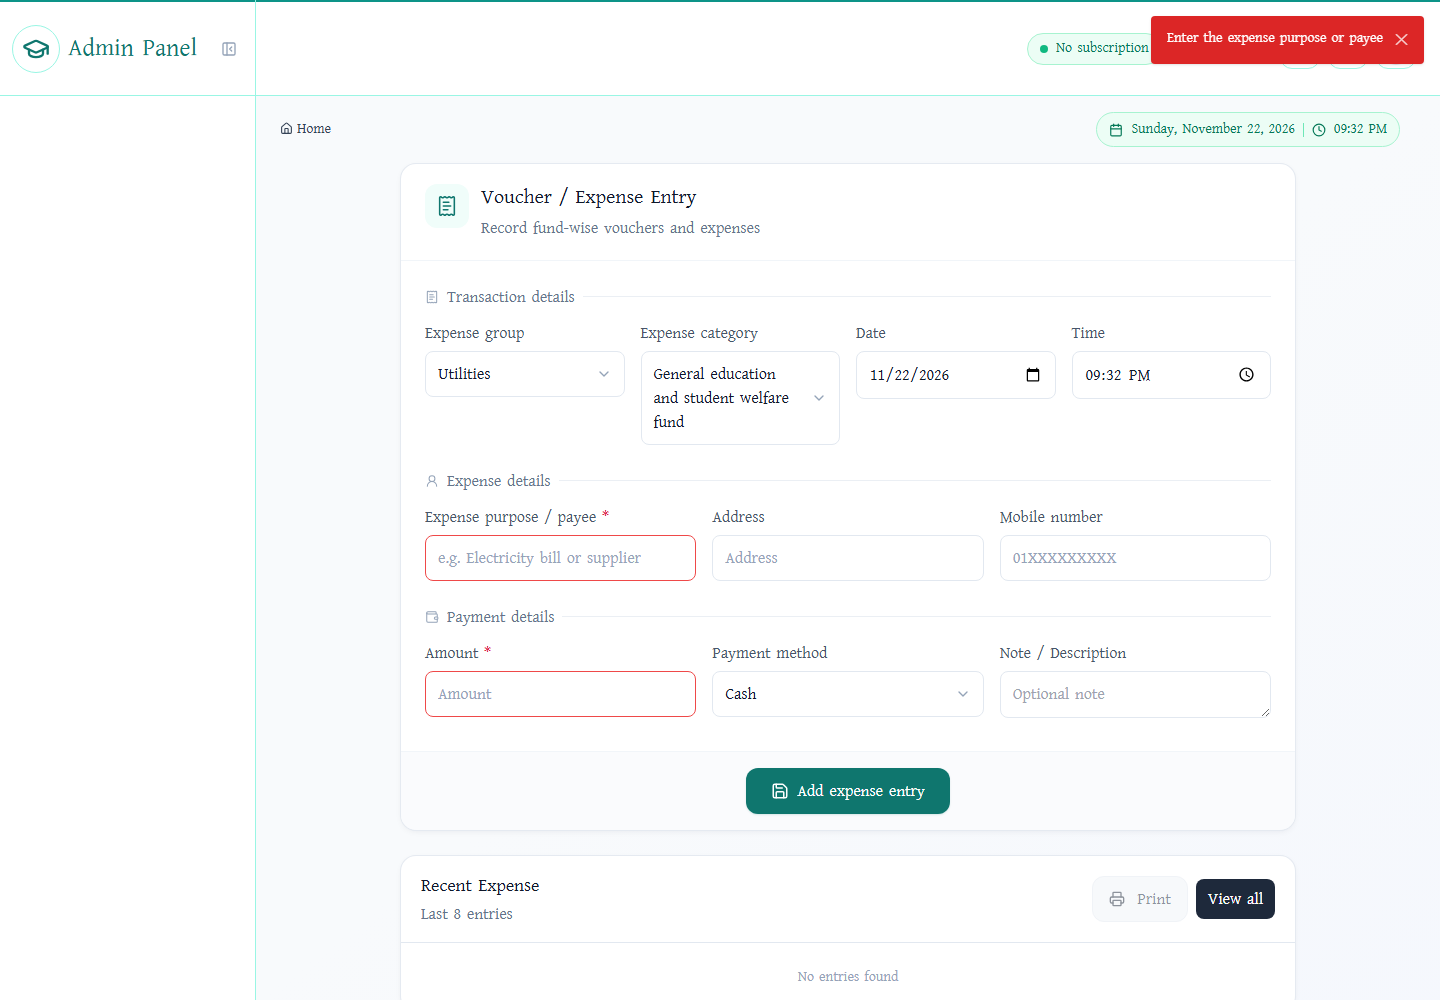 Admin Panel
No subscription
Enter the expense purpose or payee
Home
Sunday, November 22, 2026 | 09:32 PM
Voucher / Expense Entry
Record fund-wise vouchers and expenses
Transaction details
Expense group
Expense category
Date
Time
Utilities
General education
and student welfare
fund
11/22/2026
09:32 PM
Expense details
Expense purpose / payee *
Address
Mobile number
e.g. Electricity bill or supplier
Address
01XXXXXXXXX
Payment details
Amount *
Payment method
Note / Description
Amount
Cash
Optional note
Add expense entry
Recent Expense
Last 8 entries
Print
View all
No entries found